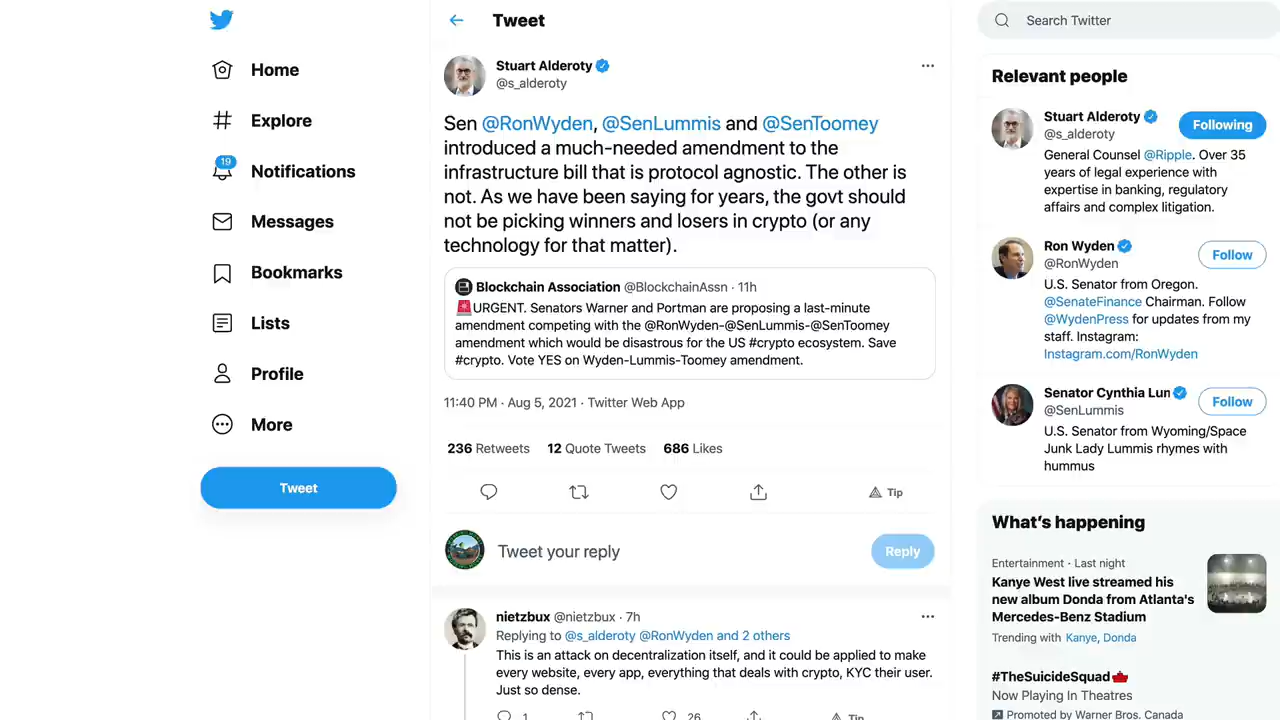 Home
Explore
19
Notifications
Messages
Bookmarks
Lists
Profile
More
Tweet
Tweet
Stuart Alderoty
@s_alderoty
Sen @RonWyden, @SenLummis and @SenToomey
introduced a much-needed amendment to the
infrastructure bill that is protocol agnostic. The other is
not. As we have been saying for years, the govt should
not be picking winners and losers in crypto (or any
technology for that matter).
Blockchain Association @BlockchainAssn · 11h
🚨URGENT. Senators Warner and Portman are proposing a last-minute
amendment competing with the @RonWyden-@SenLummis-@SenToomey
amendment which would be disastrous for the US #crypto ecosystem. Save
#crypto. Vote YES on Wyden-Lummis-Toomey amendment.
11:40 PM · Aug 5, 2021 · Twitter Web App
236 Retweets 12 Quote Tweets 686 Likes
Tip
Tweet your reply
Reply
nietzbux @nietzbux · 7h
Replying to @s_alderoty @RonWyden and 2 others
This is an attack on decentralization itself, and it could be applied to make
every website, every app, everything that deals with crypto, KYC their user.
Just so dense.
1 26 Tip
Search Twitter
Relevant people
Stuart Alderoty
@s_alderoty
Following
General Counsel @Ripple. Over 35
years of legal experience with
expertise in banking, regulatory
affairs and complex litigation.
Ron Wyden
@RonWyden
Follow
U.S. Senator from Oregon.
@SenateFinance Chairman. Follow
@WydenPress for updates from my
staff. Instagram:
Instagram.com/RonWyden
Senator Cynthia Lun
@SenLummis
Follow
U.S. Senator from Wyoming/Space
Junk Lady Lummis rhymes with
hummus
What's happening
Entertainment · Last night
Kanye West live streamed his
new album Donda from Atlanta's
Mercedes-Benz Stadium
Trending with Kanye, Donda
#TheSuicideSquad
Now Playing In Theatres
Promoted by Warner Bros. Canada